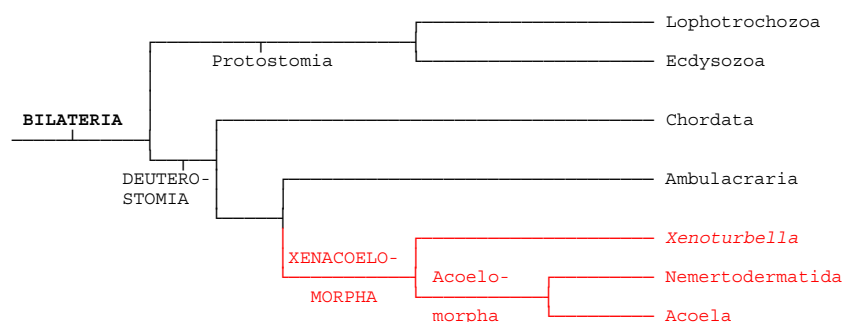 Lophotrochozoa
Protostomia
Ecdysozoa
BILATERIA
Chordata
DEUTERO-
STOMIA
Ambulacraria
Xenoturbella
XENACOELO-
MORPHA
Acoelo-
morpha
Nemertodermatida
Acoela